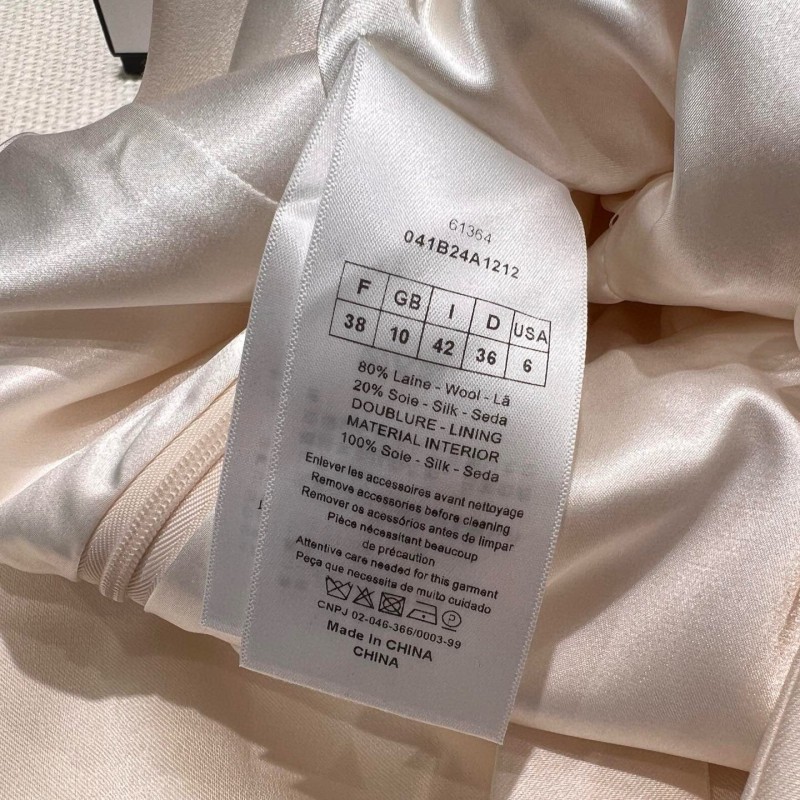 61364
041B24A1212
F GB I D USA
38 10 42 36 6
80% Laine - Wool - Lã
20% Soie - Silk - Seda
DOUBLURE - LINING
MATERIAL INTERIOR
100% Soie - Silk - Seda
Enlever les accessoires avant nettoyage
Remove accessories before cleaning
Remover os acessórios antes de limpar
Pièce nécessitant beaucoup
de précaution
Attentive care needed for this garment
Peça que necessita de muito cuidado
CNPJ 02-046-366/0003-99
Made in CHINA
CHINA